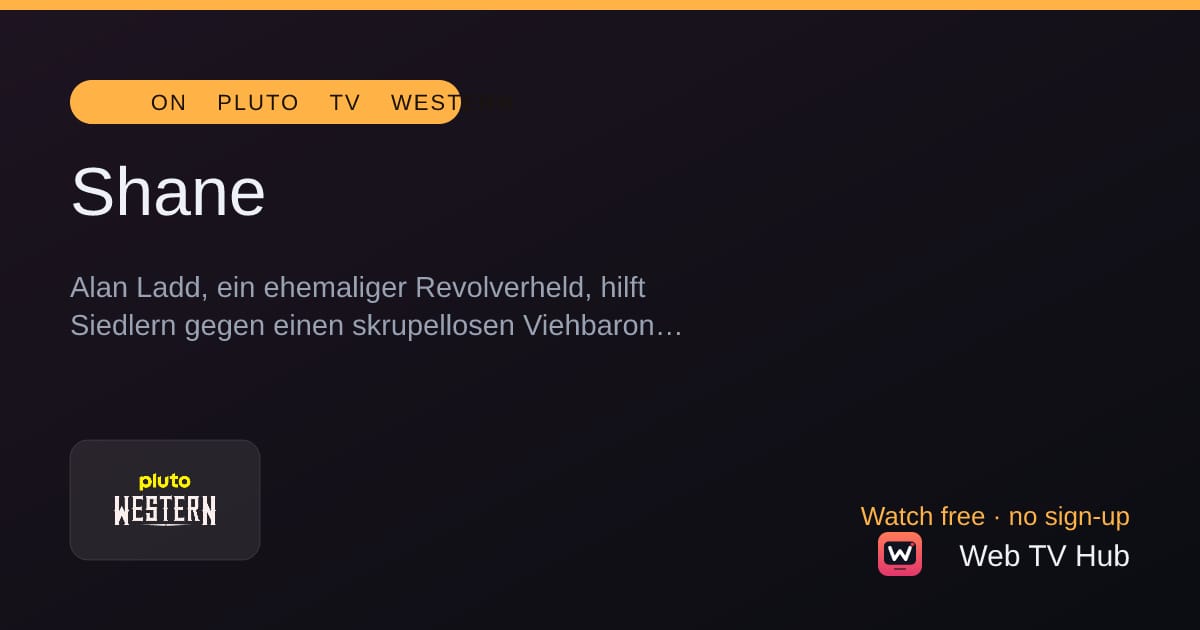 ON PLUTO TV WESTERN
Shane
Alan Ladd, ein ehemaliger Revolverheld, hilft
Siedlern gegen einen skrupellosen Viehbaron…
pluto
WESTERN
Watch free · no sign-up
W
Web TV Hub